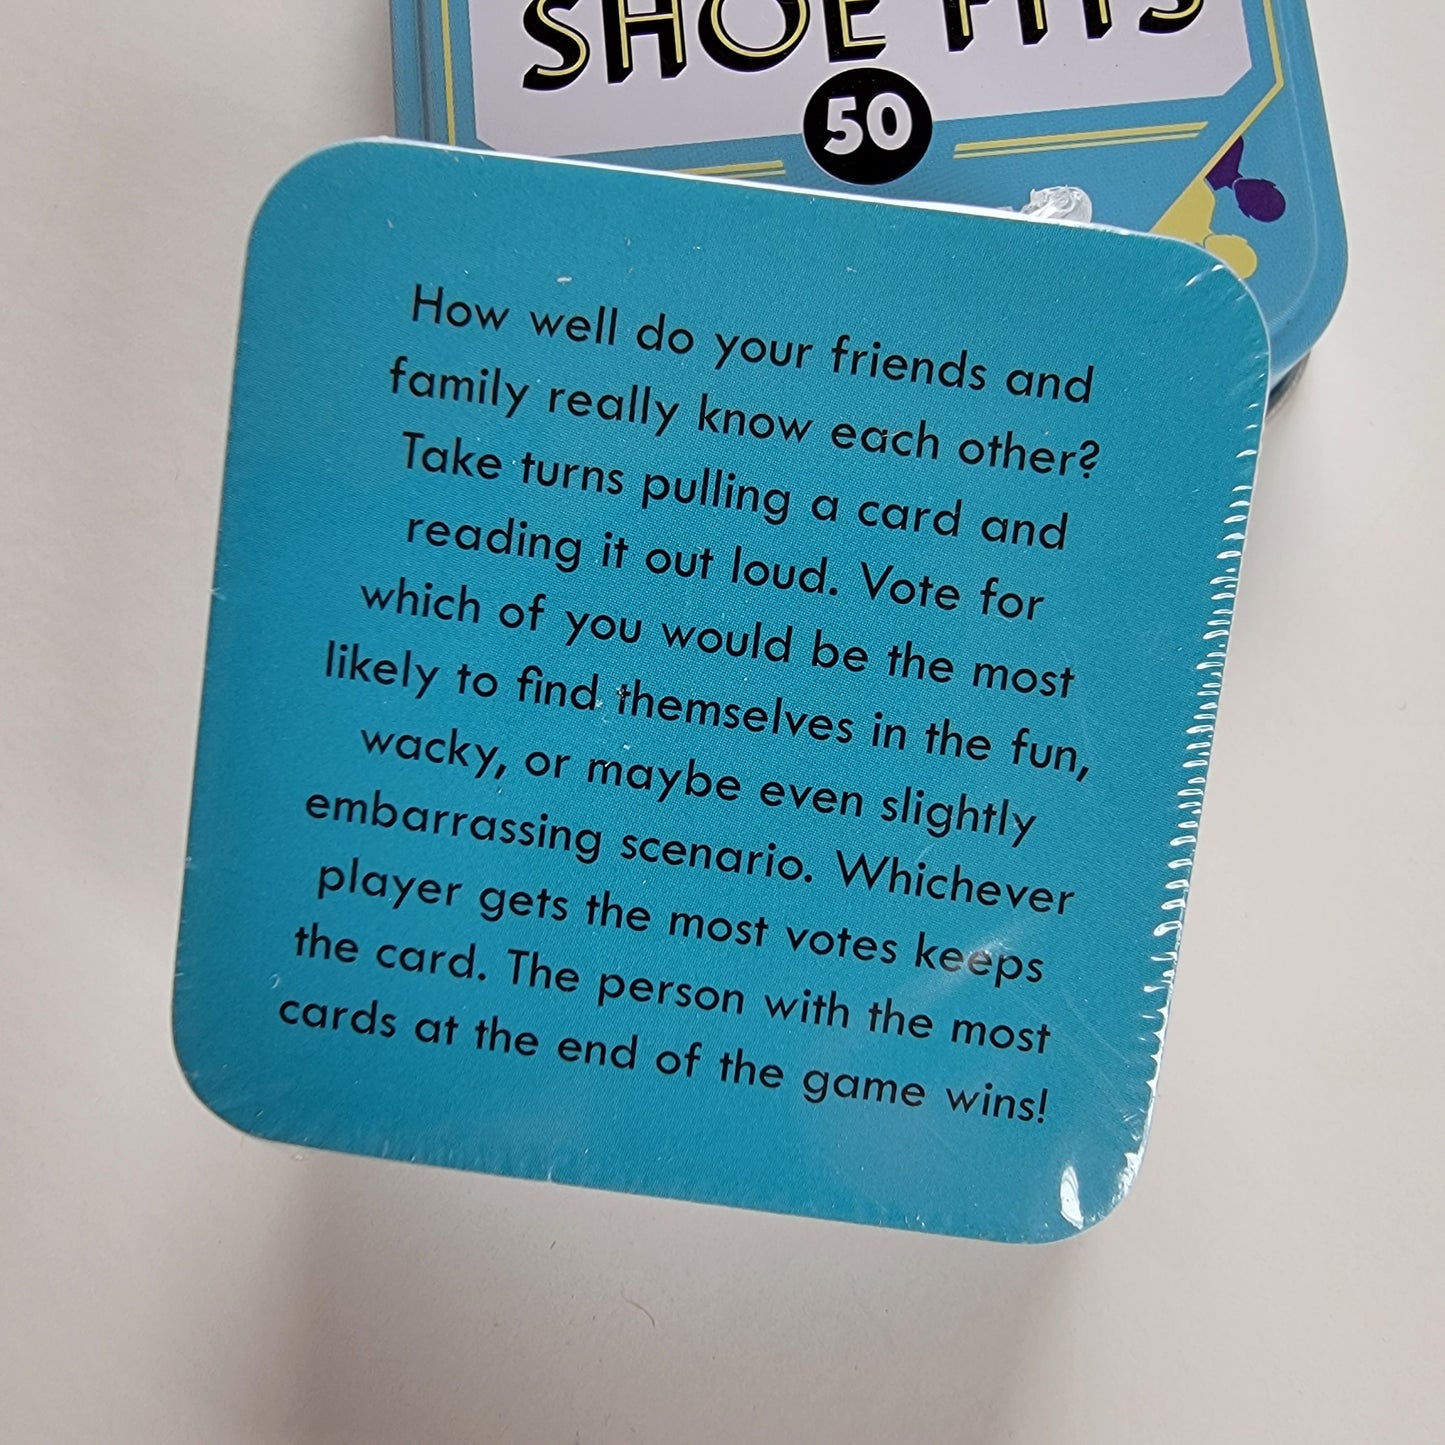 SHOE FITS
50
How well do your friends and
family really know each other?
Take turns pulling a card and
reading it out loud. Vote for
which of you would be the most
likely to find themselves in the fun,
wacky, or maybe even slightly
embarrassing scenario. Whichever
player gets the most votes keeps
the card. The person with the most
cards at the end of the game wins!